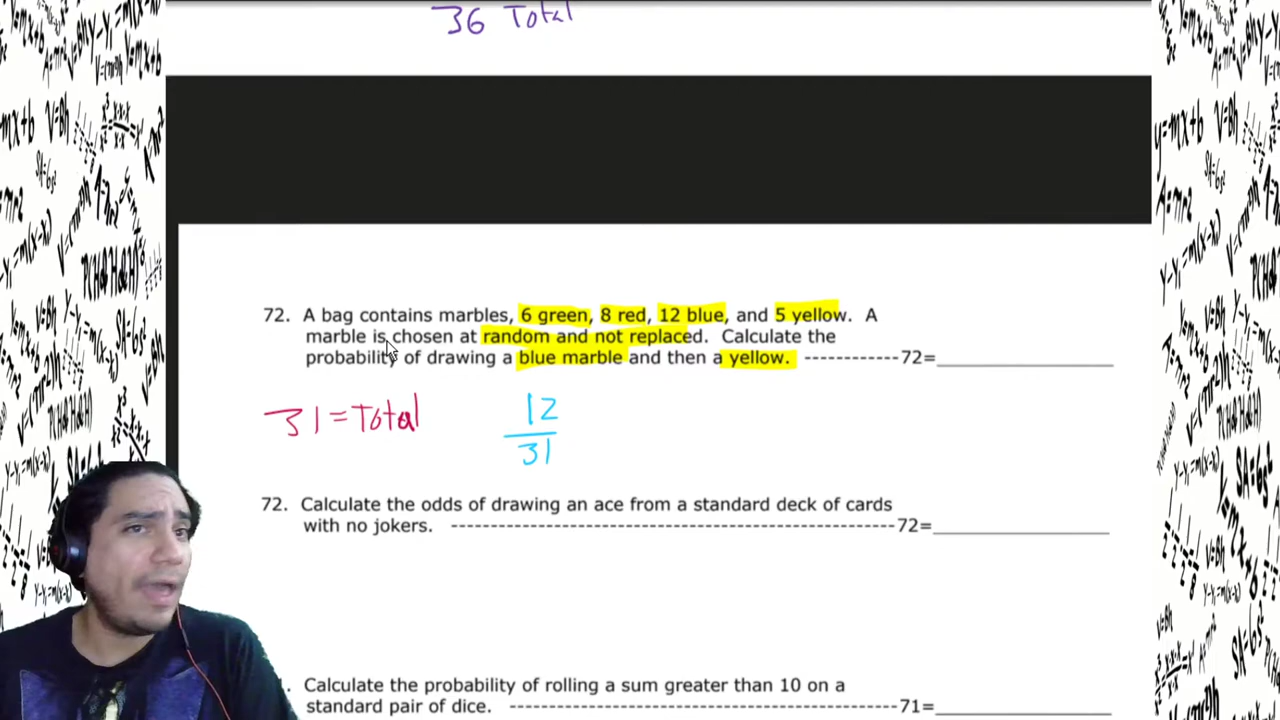 36 Total
72. A bag contains marbles, 6 green, 8 red, 12 blue, and 5 yellow. A
marble is chosen at random and not replaced. Calculate the
probability of drawing a blue marble and then a yellow. ------------72=
31=Total
12
31
72. Calculate the odds of drawing an ace from a standard deck of cards
with no jokers. --------------------------------------------------------72=
. Calculate the probability of rolling a sum greater than 10 on a
standard pair of dice. ------------------------------------------------71=